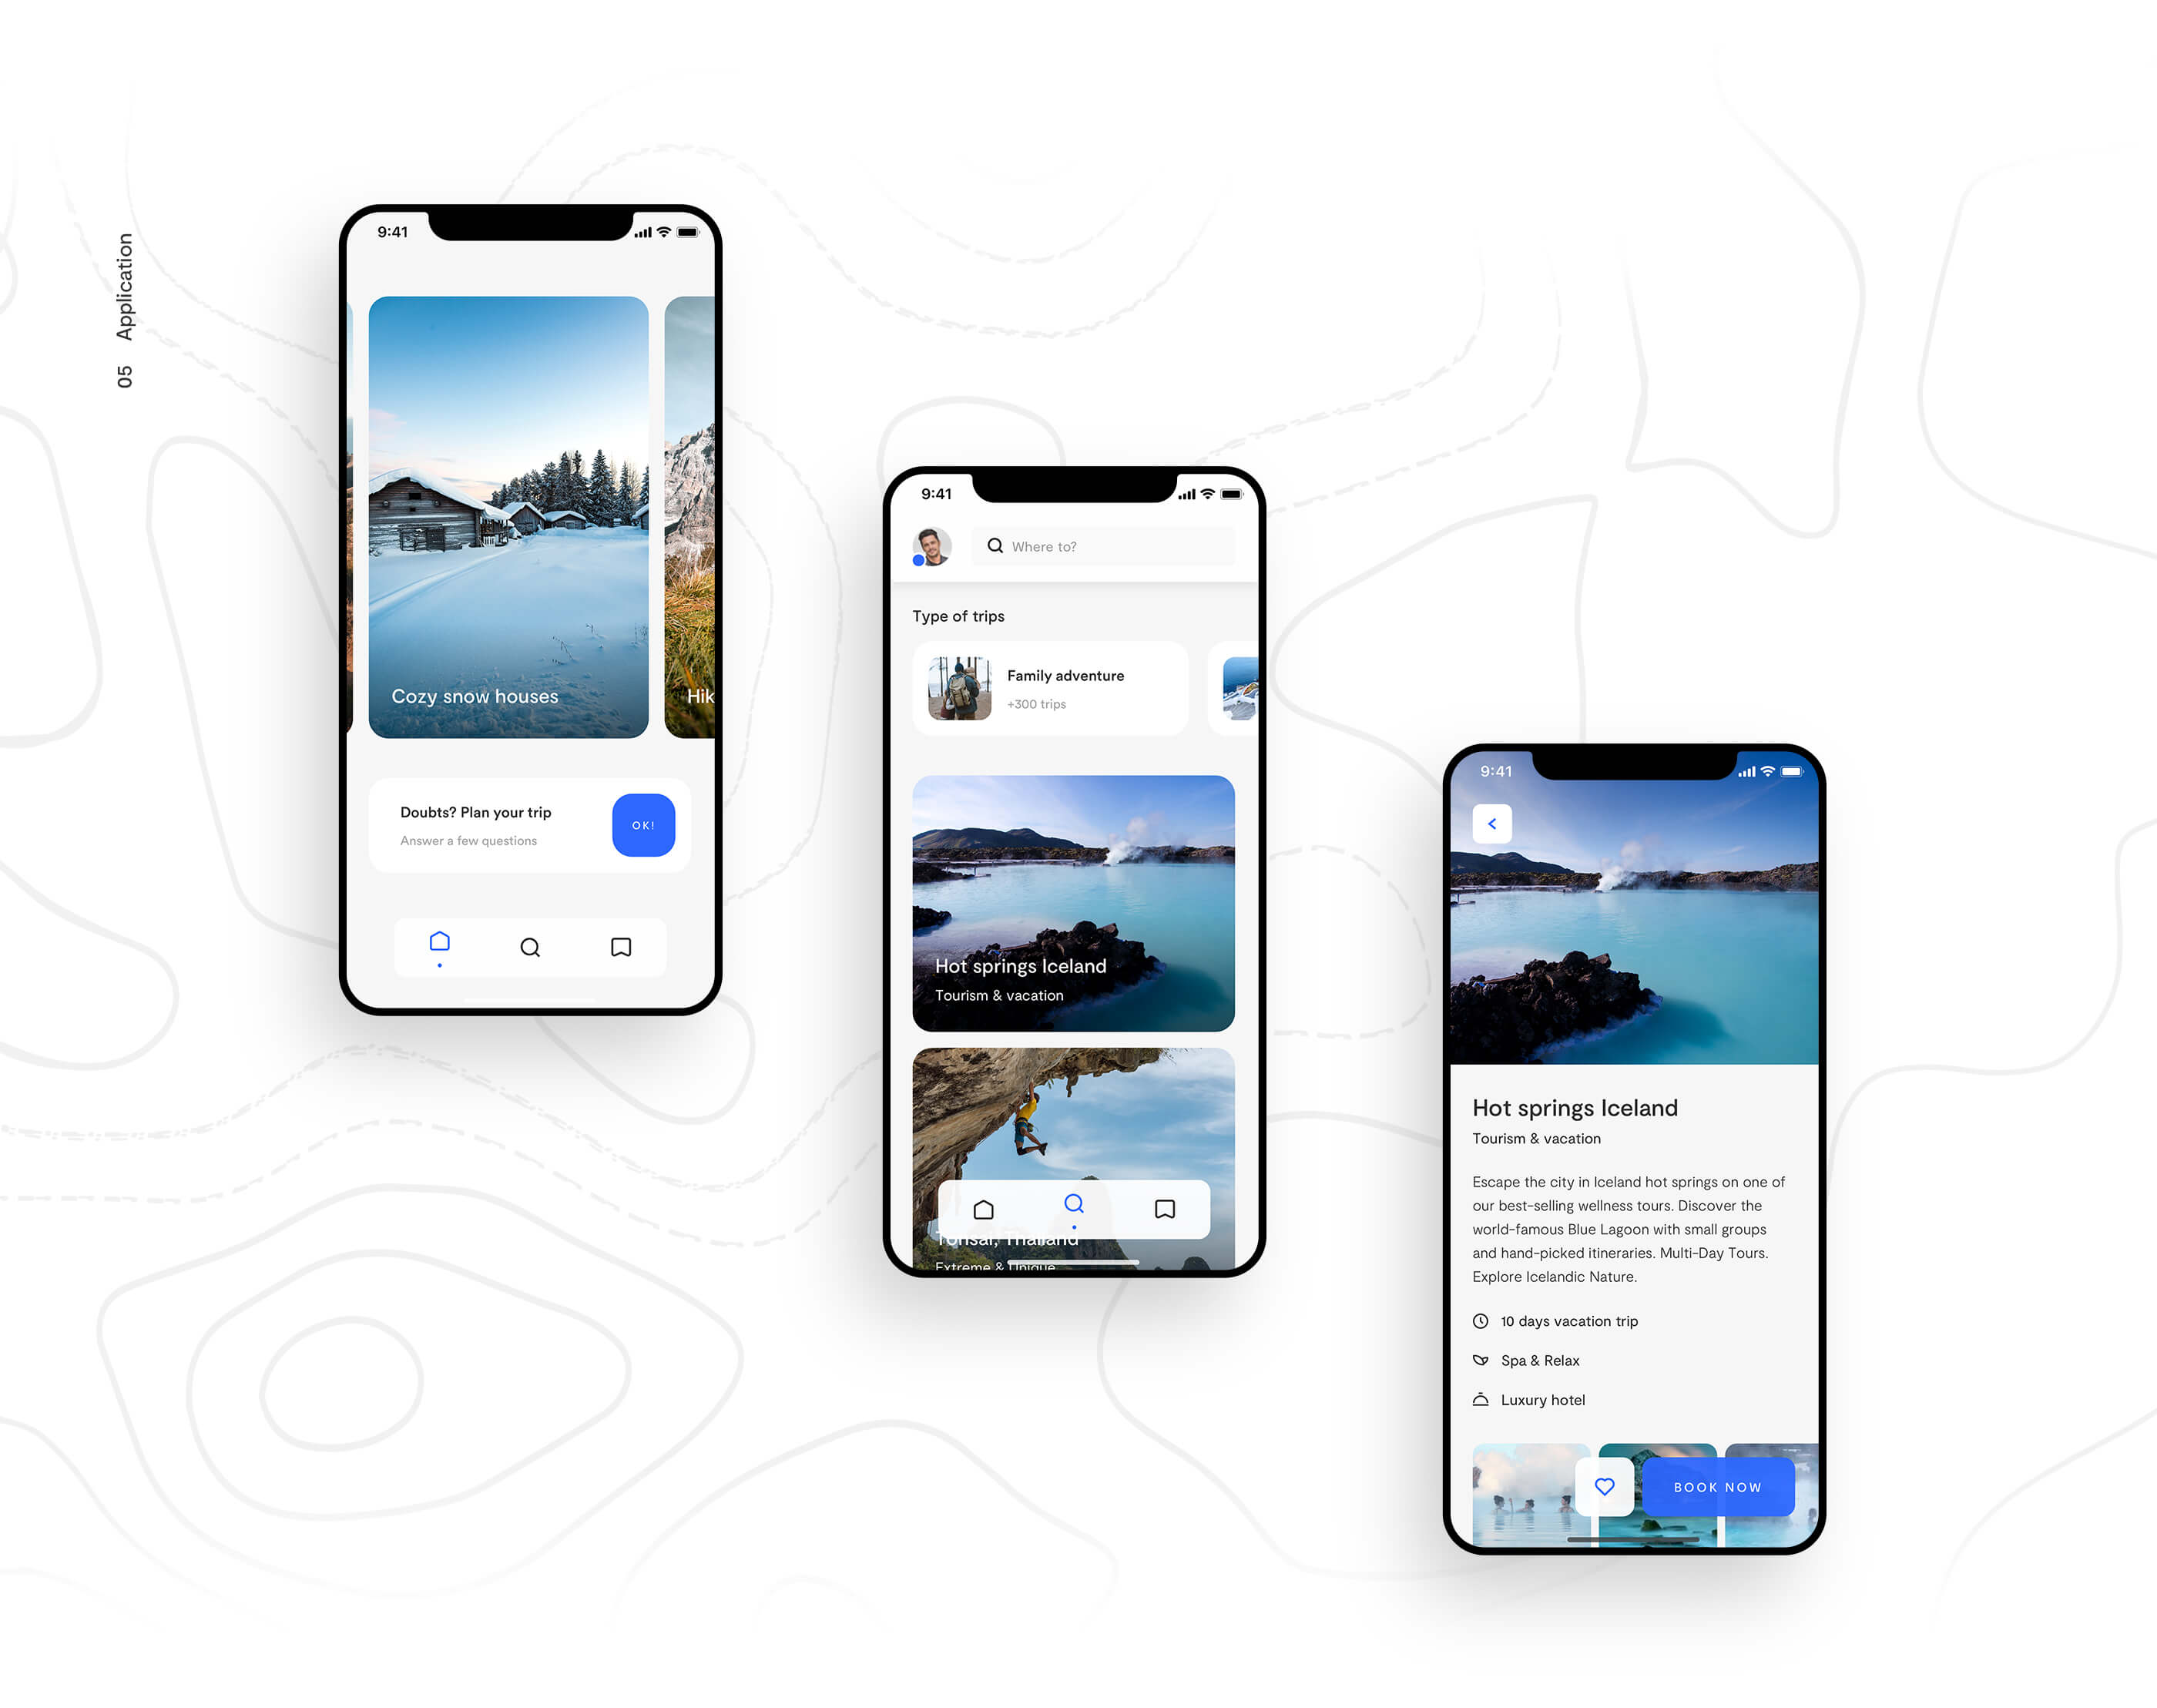 05 Application
9:41
Cozy snow houses
Hik
Doubts? Plan your trip
Answer a few questions
OK!
9:41
Where to?
Type of trips
Family adventure
+300 trips
Hot springs Iceland
Tourism & vacation
Tonsai, Thailand
Extreme & Unique
9:41
Hot springs Iceland
Tourism & vacation
Escape the city in Iceland hot springs on one of
our best-selling wellness tours. Discover the
world-famous Blue Lagoon with small groups
and hand-picked itineraries. Multi-Day Tours.
Explore Icelandic Nature.
10 days vacation trip
Spa & Relax
Luxury hotel
BOOK NOW